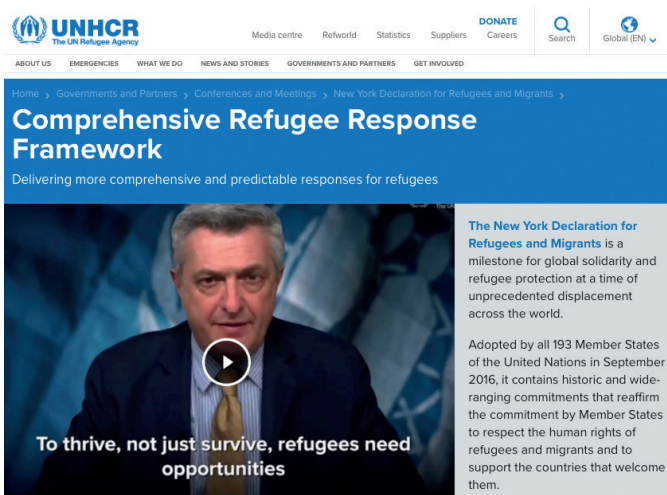 UNHCR
The UN Refugee Agency
DONATE
Media centre Refworld Statistics Suppliers Careers
Search
Global (EN)
ABOUT US EMERGENCIES WHAT WE DO NEWS AND STORIES GOVERNMENTS AND PARTNERS GET INVOLVED
Home > Governments and Partners > Conferences and Meetings > New York Declaration for Refugees and Migrants >
Comprehensive Refugee Response
Framework
Delivering more comprehensive and predictable responses for refugees
To thrive, not just survive, refugees need
opportunities
The New York Declaration for
Refugees and Migrants is a
milestone for global solidarity and
refugee protection at a time of
unprecedented displacement
across the world.
Adopted by all 193 Member States
of the United Nations in September
2016, it contains historic and wide-
ranging commitments that reaffirm
the commitment by Member States
to respect the human rights of
refugees and migrants and to
support the countries that welcome
them.